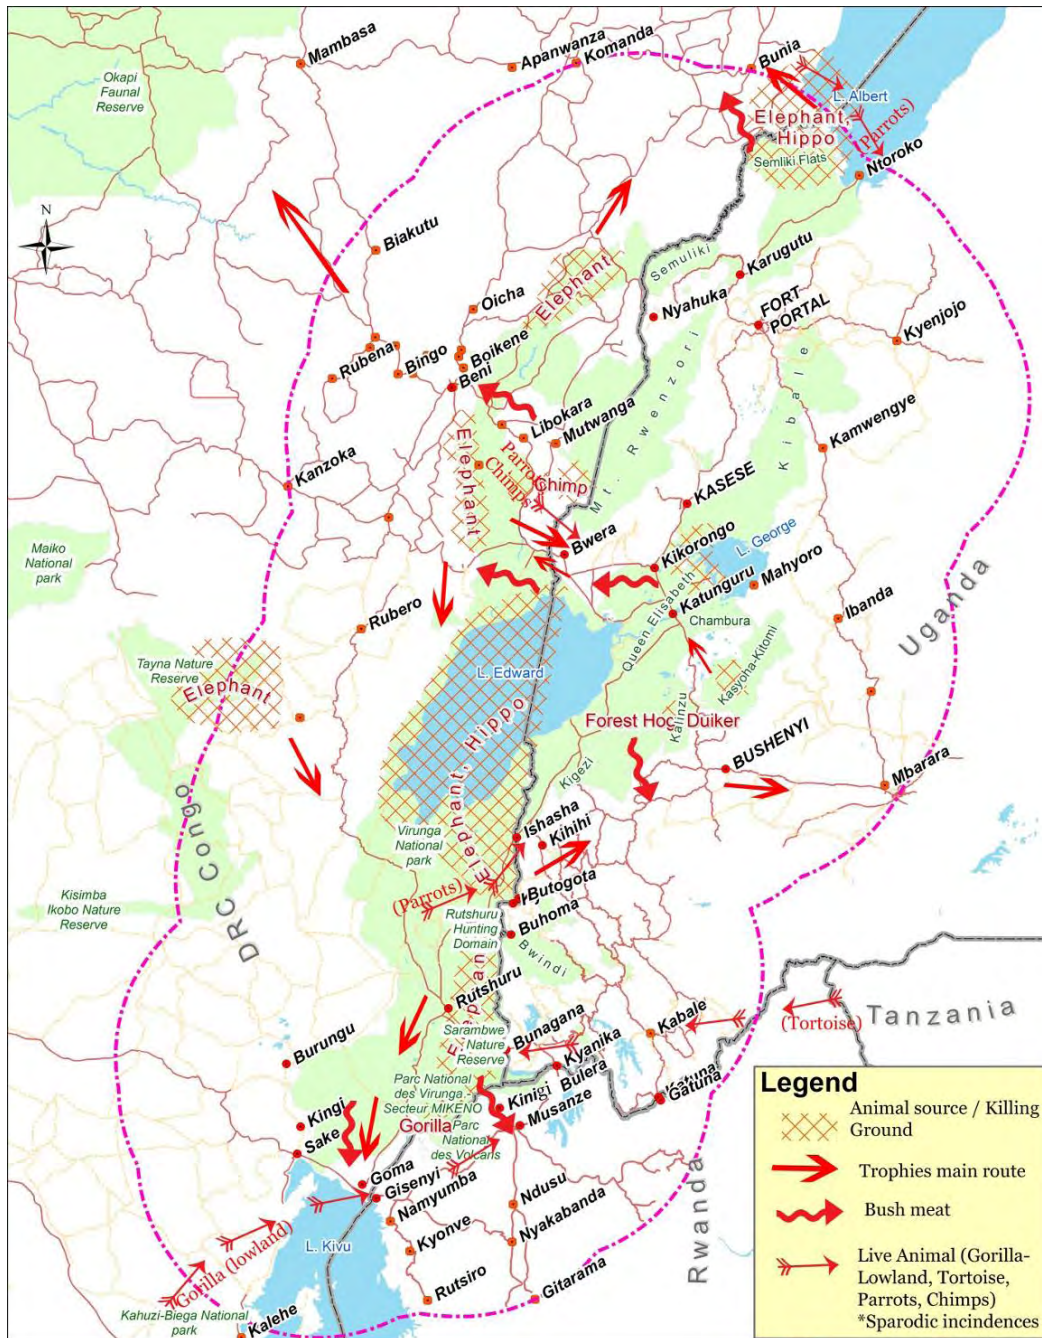 Mambasa
Apanwanza
Komanda
Bunia
Okapi
Faunal
Reserve
L. Albert
(Parrots)
Elephant,
Hippo
Semliki Flats
Ntoroko
N
Biakutu
Semuliki
Karugutu
Elephant
Oicha
Nyahuka
FORT
PORTAL
Kyenjojo
Boikene
Rubena
Bingo
Beni
Mt. Rwenzori
Kibale
Libokara
Mutwanga
Kamwengye
Elephant
Parrots
Chimps
Chimp
Kanzoka
KASESE
Bwera
Kikorongo
L. George
Maiko
National
park
Mahyoro
Katunguru
Queen Elisabeth
Chambura
Ibanda
Uganda
Rubero
Tayna Nature
Reserve
Elephant
L. Edward
Kasyoha-Kitomi
Elephant, Hippo
Forest Hog, Duiker
Kalinzu
BUSHENYI
Mbarara
Kigezi
DRC Congo
Virunga
National
park
Ishasha
Kihihi
Kisimba
Ikobo Nature
Reserve
(Parrots)
Butogota
Rutshuru
Hunting
Domain
Buhoma
Bwindi
Elephant
Rutshuru
Kabale
(Tortoise)
Tanzania
Sarambwe
Nature
Reserve
Bunagana
Kyanika
Burungu
Bulera
Katuna
Gatuna
Parc National
des Virunga-
Secteur MIKENO
Kinigi
Kingi
Gorilla
Parc
National
des Volcans
Musanze
Sake
Goma
Gisenyi
Namyumba
Ndusu
Rwanda
Gorilla (lowland)
L. Kivu
Kyonve
Nyakabanda
Rutsiro
Gitarama
Kahuzi-Biega National
park
Kalehe
Legend
Animal source / Killing
Ground
Trophies main route
Bush meat
Live Animal (Gorilla-
Lowland, Tortoise,
Parrots, Chimps)
*Sparodic incindences